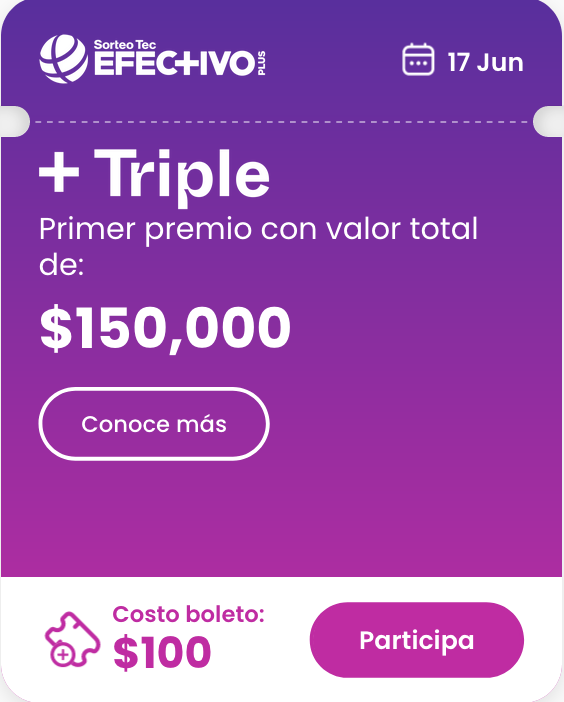 Sorteo Tec
EFECTIVO PLUS
17 Jun
+ Triple
Primer premio con valor total
de:
$150,000
Conoce más
Costo boleto:
$100
Participa